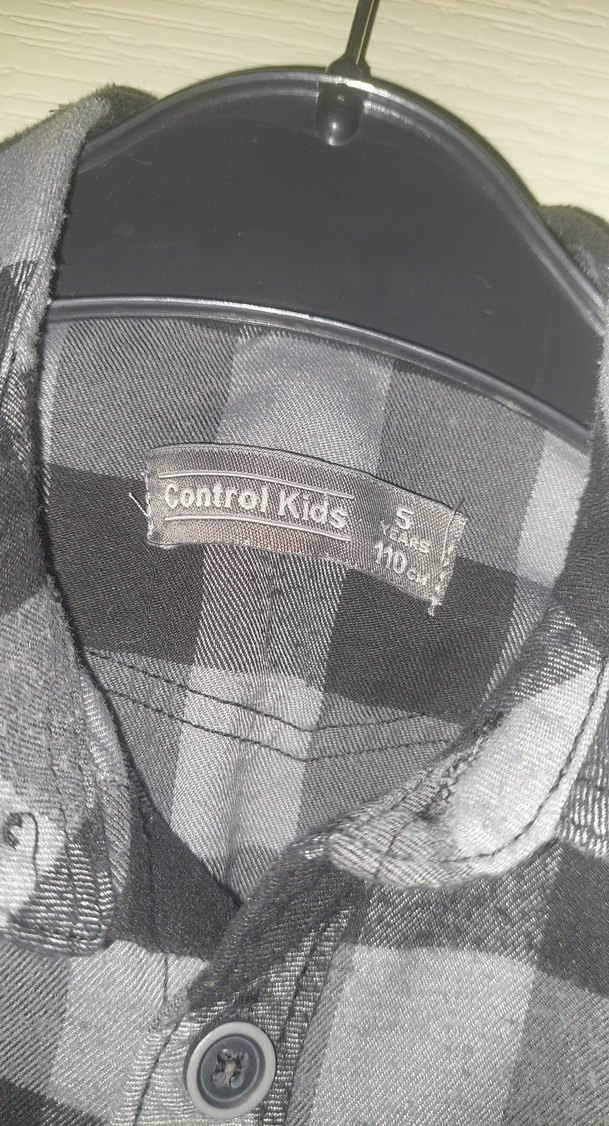 Control Kids
5
YEARS
110 CM